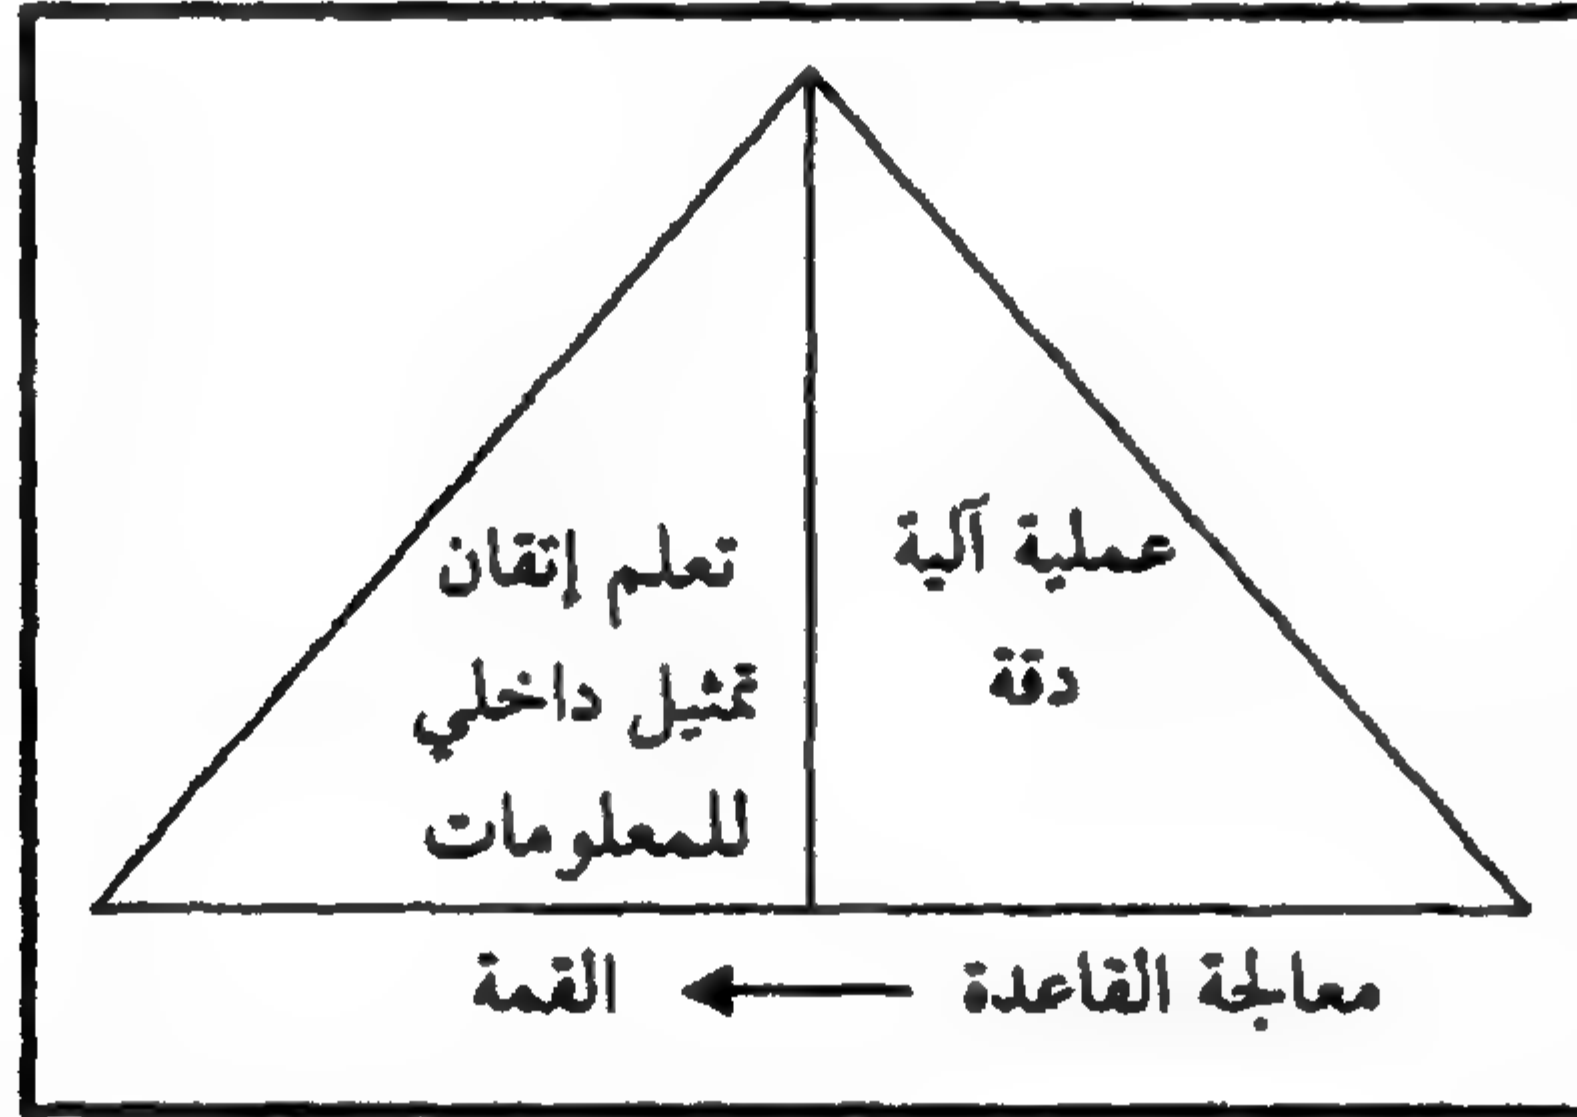 عملية آلية
دقة
تعلم إتقان
تمثيل داخلي
للمعلومات
معالجة القاعدة ← القمة